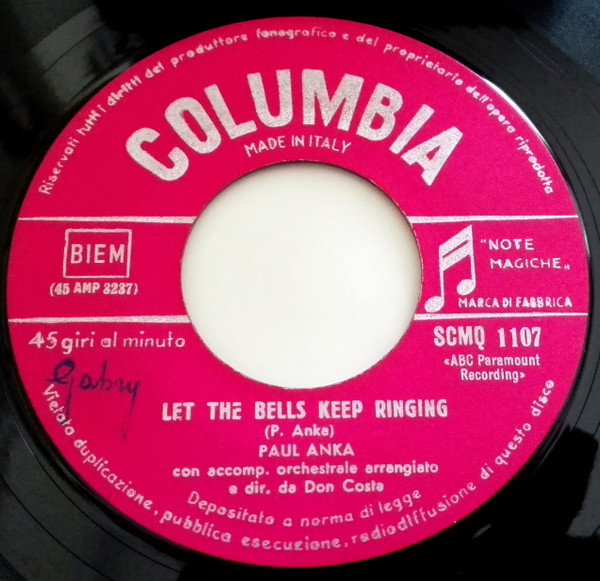 Riservati tutti i diritti del produttore fonografico e del proprietario dell'opera riprodotta
COLUMBIA
MADE IN ITALY
BIEM
(45 AMP 3237)
"NOTE
MAGICHE„
MARCA DI FABBRICA
45 giri al minuto
SCMQ 1107
«ABC Paramount
Recording»
Gabry
LET THE BELLS KEEP RINGING
(P. Anka)
PAUL ANKA
con accomp. orchestrale arrangiato
e dir. da Don Costa
Depositato a norma di legge
Vietata duplicazione, pubblica esecuzione, radiodiffusione di questo disco